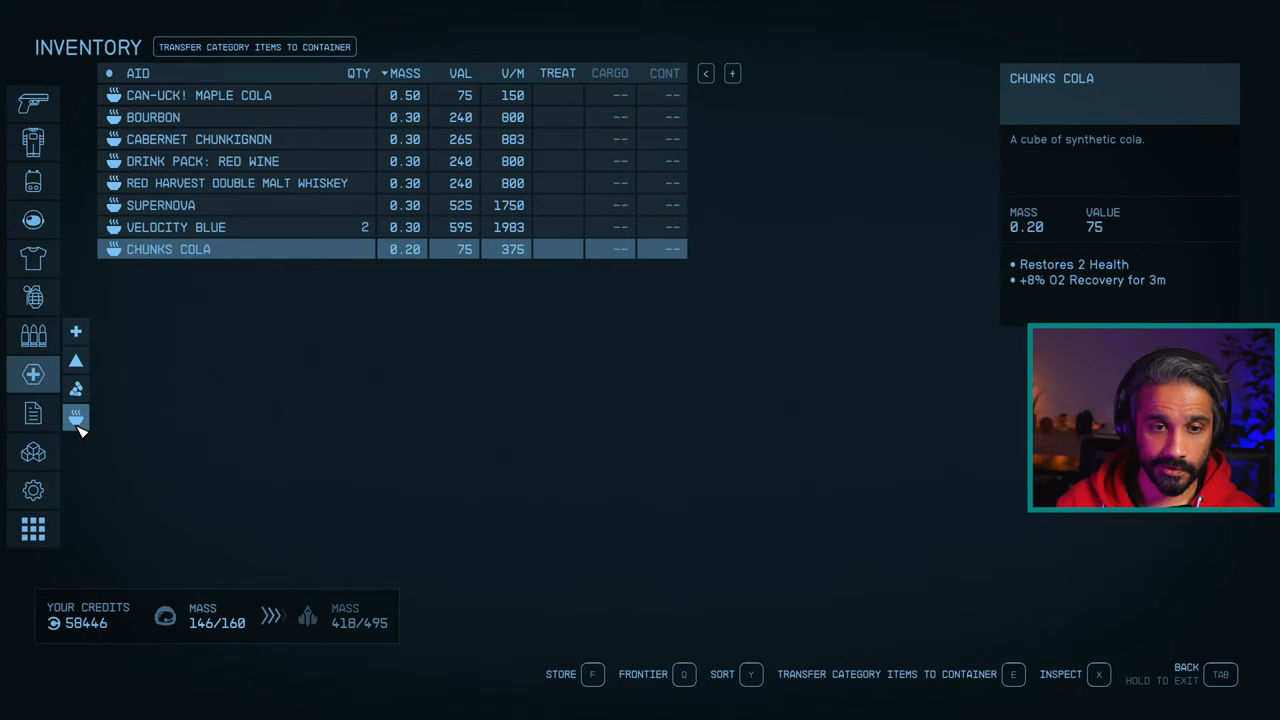 INVENTORY
TRANSFER CATEGORY ITEMS TO CONTAINER
AID QTY MASS VAL V/M TREAT CARGO CONT < +
CAN-UCK! MAPLE COLA 0.50 75 150 -- --
BOURBON 0.30 240 800 -- --
CABERNET CHUNKIGNON 0.30 265 883 -- --
DRINK PACK: RED WINE 0.30 240 800 -- --
RED HARVEST DOUBLE MALT WHISKEY 0.30 240 800 -- --
SUPERNOVA 0.30 525 1750 -- --
VELOCITY BLUE 2 0.30 595 1983 -- --
CHUNKS COLA 0.20 75 375 -- --
CHUNKS COLA
A cube of synthetic cola.
MASS VALUE
0.20 75
• Restores 2 Health
• +8% O2 Recovery for 3m
YOUR CREDITS
58446
MASS
146/160
MASS
418/495
STORE F FRONTIER Q SORT Y TRANSFER CATEGORY ITEMS TO CONTAINER E INSPECT X BACK TAB
HOLD TO EXIT